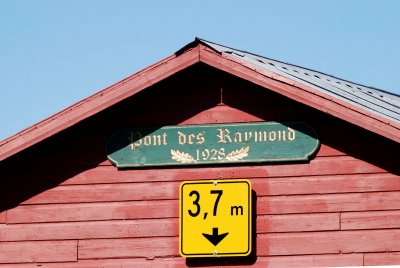 Pont des Raymond
1928
3,7 m